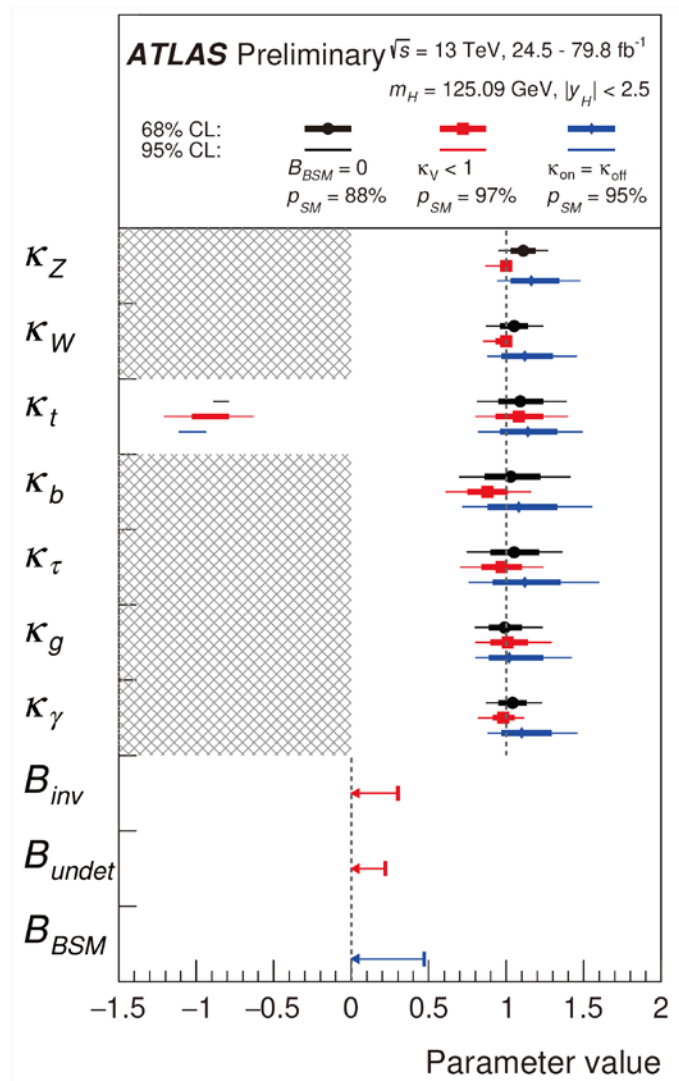 ATLAS Preliminary √s = 13 TeV, 24.5 - 79.8 fb⁻¹
m_H = 125.09 GeV, |y_H| < 2.5
68% CL:
95% CL:
B_BSM = 0 κ_V < 1 κ_on = κ_off
p_SM = 88% p_SM = 97% p_SM = 95%
κ_Z
κ_W
κ_t
κ_b
κ_τ
κ_g
κ_γ
B_inv
B_undet
B_BSM
−1.5 −1 −0.5 0 0.5 1 1.5 2
Parameter value